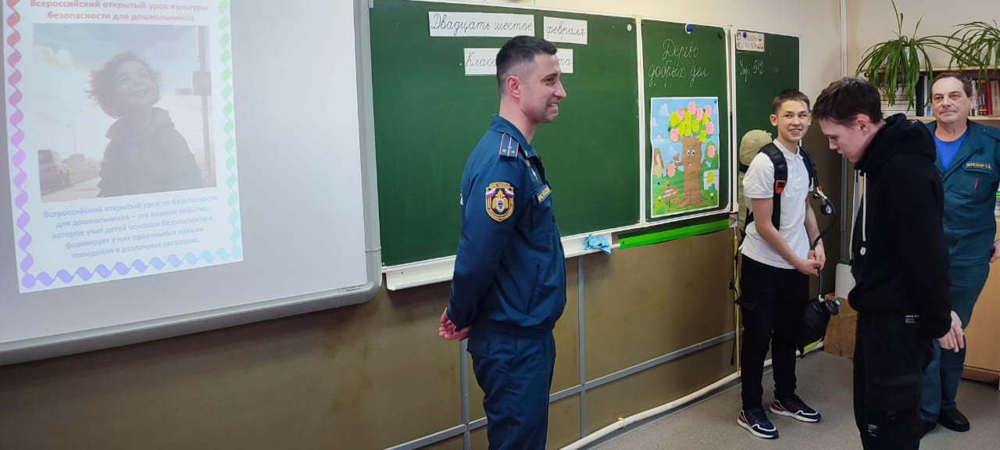 Всероссийский открытый урок культуры
безопасности для дошкольников
Всероссийский открытый урок по безопасности
для дошкольников – это важное событие,
которое учит детей основам безопасности и
формирует у них правильные навыки
поведения в различных ситуациях.
Двадцать шестое февраля
Класс
Дерево
добрых дел
Упр 542
БЕРЕЗКИН О.В.